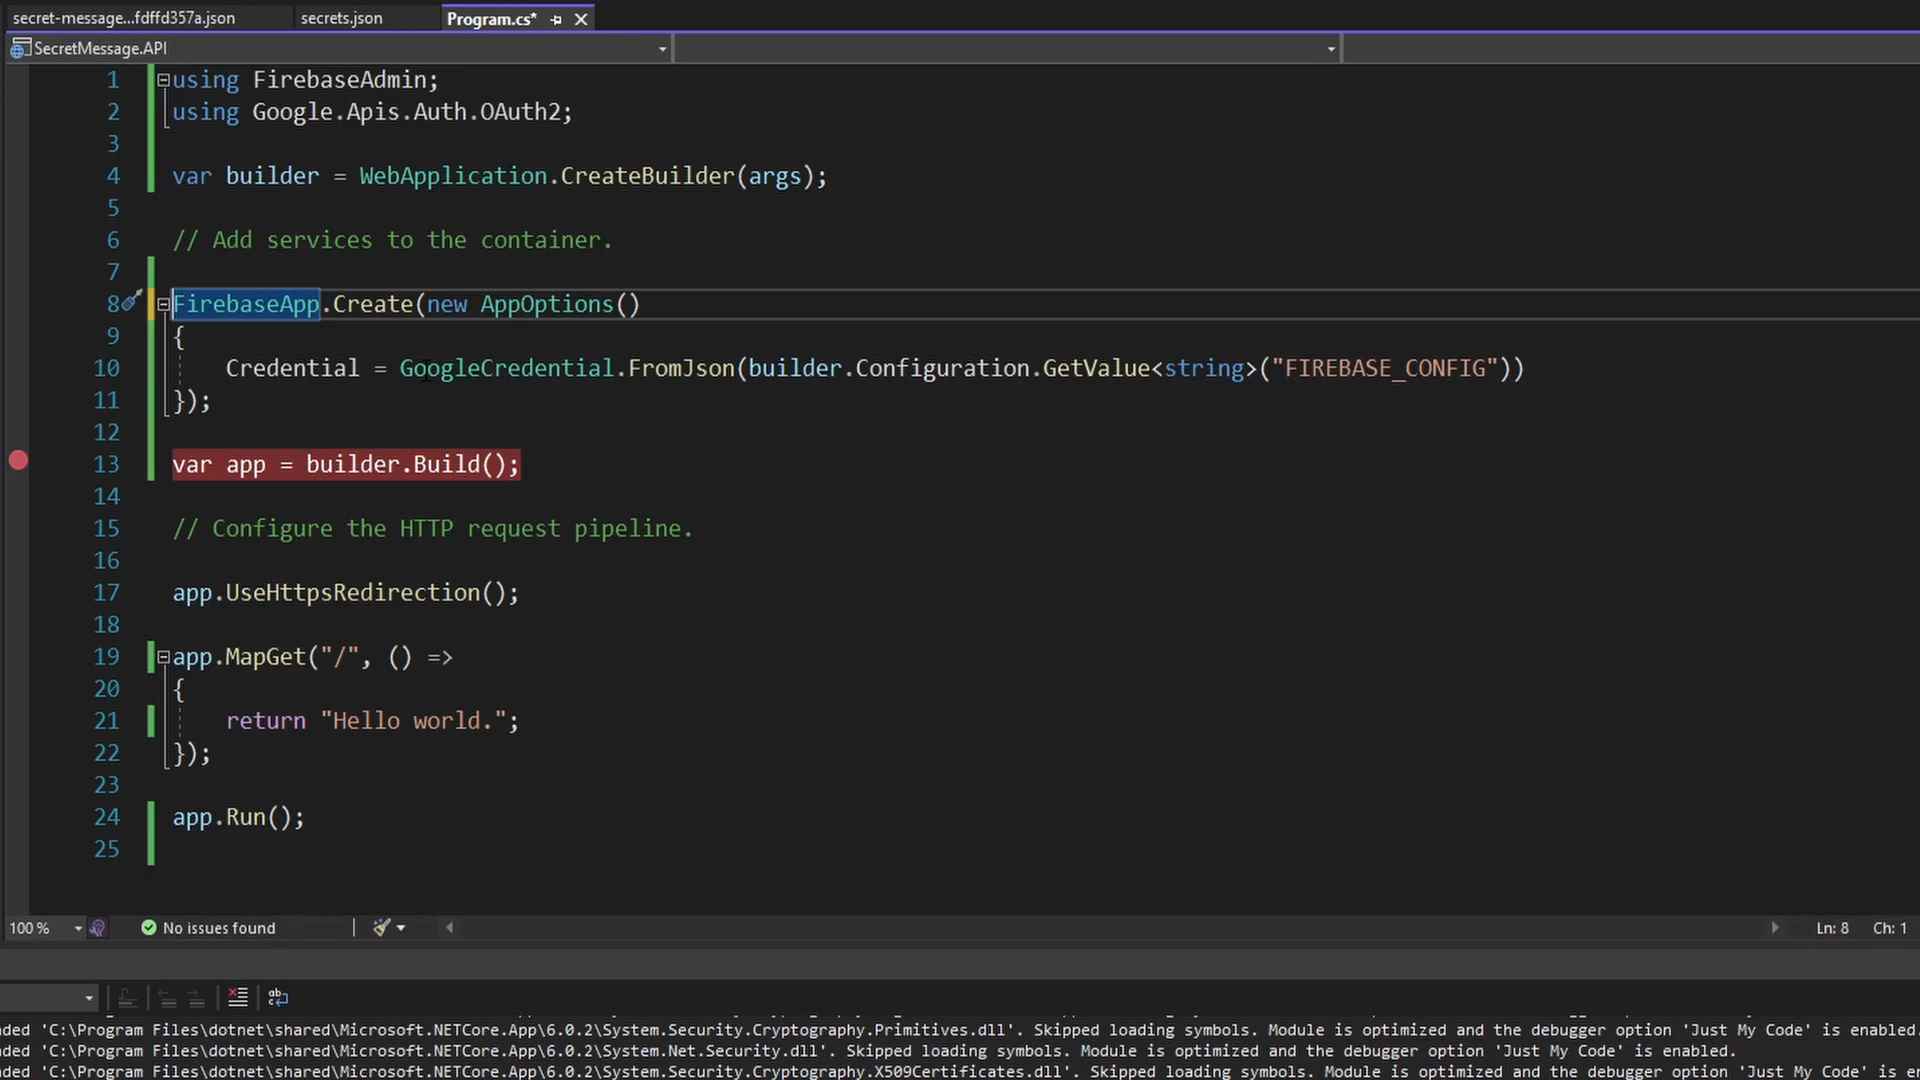 secret-message...fdffd357a.json secrets.json Program.cs*
SecretMessage.API
1 using FirebaseAdmin;
2 using Google.Apis.Auth.OAuth2;
3
4 var builder = WebApplication.CreateBuilder(args);
5
6 // Add services to the container.
7
8 FirebaseApp.Create(new AppOptions()
9 {
10 Credential = GoogleCredential.FromJson(builder.Configuration.GetValue<string>("FIREBASE_CONFIG"))
11 });
12
13 var app = builder.Build();
14
15 // Configure the HTTP request pipeline.
16
17 app.UseHttpsRedirection();
18
19 app.MapGet("/", () =>
20 {
21 return "Hello world.";
22 });
23
24 app.Run();
25
100 % No issues found Ln: 8 Ch: 1
ded 'C:\Program Files\dotnet\shared\Microsoft.NETCore.App\6.0.2\System.Security.Cryptography.Primitives.dll'. Skipped loading symbols. Module is optimized and the debugger option 'Just My Code' is enabled.
ded 'C:\Program Files\dotnet\shared\Microsoft.NETCore.App\6.0.2\System.Net.Security.dll'. Skipped loading symbols. Module is optimized and the debugger option 'Just My Code' is enabled.
ded 'C:\Program Files\dotnet\shared\Microsoft.NETCore.App\6.0.2\System.Security.Cryptography.X509Certificates.dll'. Skipped loading symbols. Module is optimized and the debugger option 'Just My Code' is en